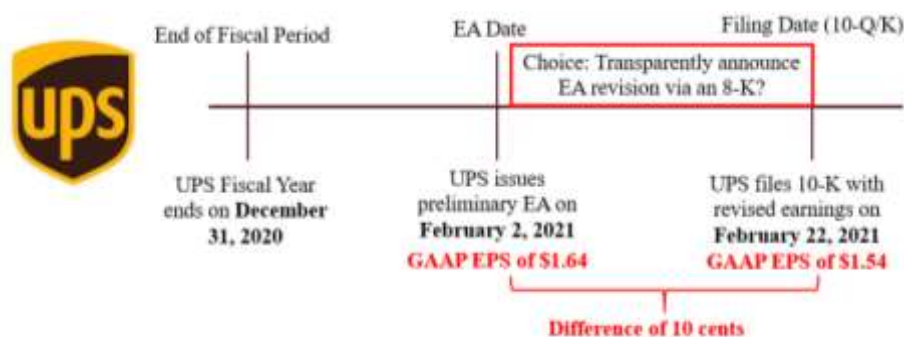 End of Fiscal Period
EA Date
Filing Date (10-Q/K)
Choice: Transparently announce
EA revision via an 8-K?
ups
UPS Fiscal Year
ends on December
31, 2020
UPS issues
preliminary EA on
February 2, 2021
GAAP EPS of $1.64
UPS files 10-K with
revised earnings on
February 22, 2021
GAAP EPS of $1.54
Difference of 10 cents